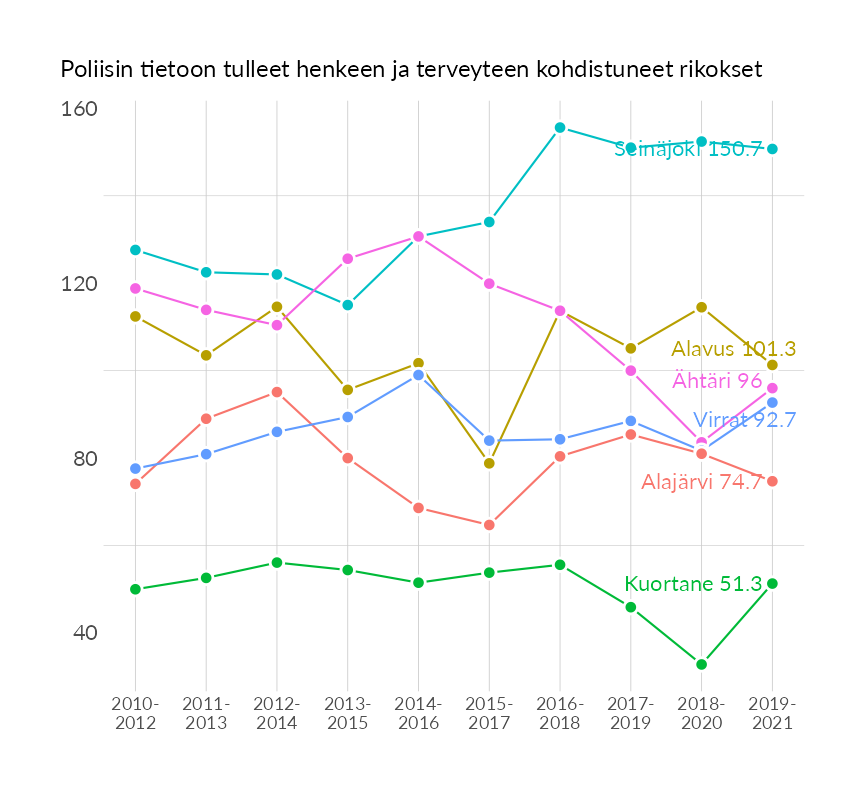 Poliisin tietoon tulleet henkeen ja terveyteen kohdistuneet rikokset
160
120
80
40
Seinäjoki 150.7
Alavus 101.3
Ähtäri 96
Virrat 92.7
Alajärvi 74.7
Kuortane 51.3
2010- 2011- 2012- 2013- 2014- 2015- 2016- 2017- 2018- 2019-
2012 2013 2014 2015 2016 2017 2018 2019 2020 2021